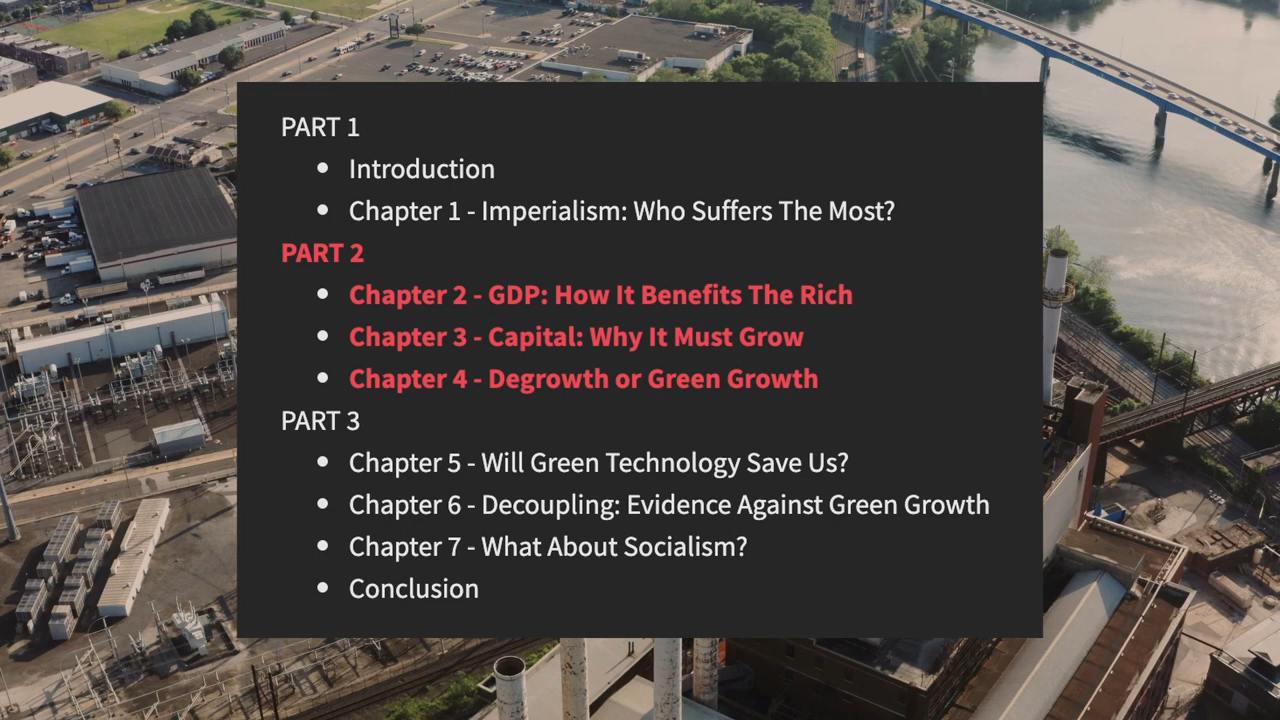 PART 1
• Introduction
• Chapter 1 - Imperialism: Who Suffers The Most?
PART 2
• Chapter 2 - GDP: How It Benefits The Rich
• Chapter 3 - Capital: Why It Must Grow
• Chapter 4 - Degrowth or Green Growth
PART 3
• Chapter 5 - Will Green Technology Save Us?
• Chapter 6 - Decoupling: Evidence Against Green Growth
• Chapter 7 - What About Socialism?
• Conclusion